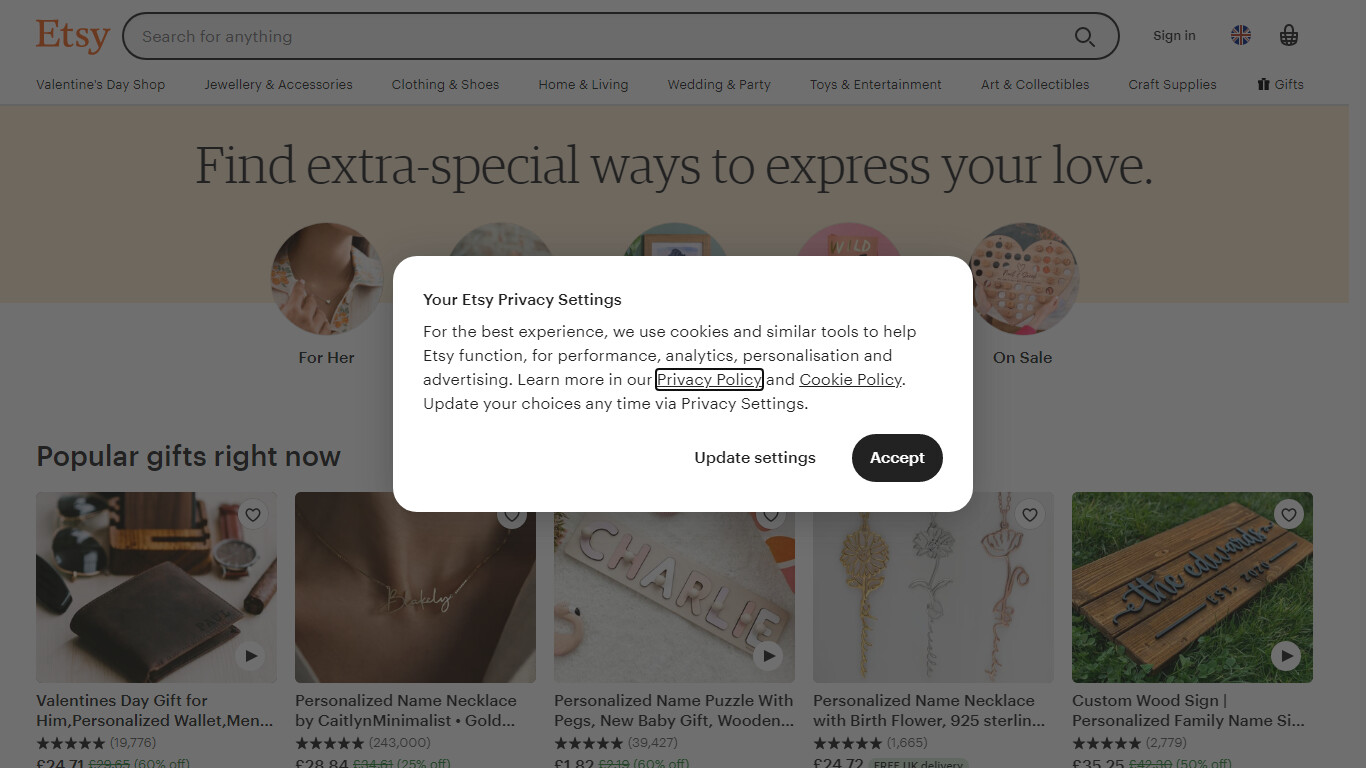 Etsy
Search for anything
Sign in
Valentine's Day Shop
Jewellery & Accessories
Clothing & Shoes
Home & Living
Wedding & Party
Toys & Entertainment
Art & Collectibles
Craft Supplies
Gifts
Find extra-special ways to express your love.
WILD
For Her
On Sale
Your Etsy Privacy Settings
For the best experience, we use cookies and similar tools to help
Etsy function, for performance, analytics, personalisation and
advertising. Learn more in our Privacy Policy and Cookie Policy.
Update your choices any time via Privacy Settings.
Update settings
Accept
Popular gifts right now
Blakely
CHARLIE
the edwards
EST. 2020
Valentines Day Gift for
Him,Personalized Wallet,Men...
★★★★★ (19,776)
£24.71 £29.65 (60% off)
Personalized Name Necklace
by CaitlynMinimalist • Gold...
★★★★★ (243,000)
£28.84 £34.61 (25% off)
Personalized Name Puzzle With
Pegs, New Baby Gift, Wooden...
★★★★★ (39,427)
£1.82 £2.19 (60% off)
Personalized Name Necklace
with Birth Flower, 925 sterlin...
★★★★★ (1,665)
£24.72 FREE UK delivery
Custom Wood Sign |
Personalized Family Name Si...
★★★★★ (2,779)
£35.25 £42.30 (50% off)